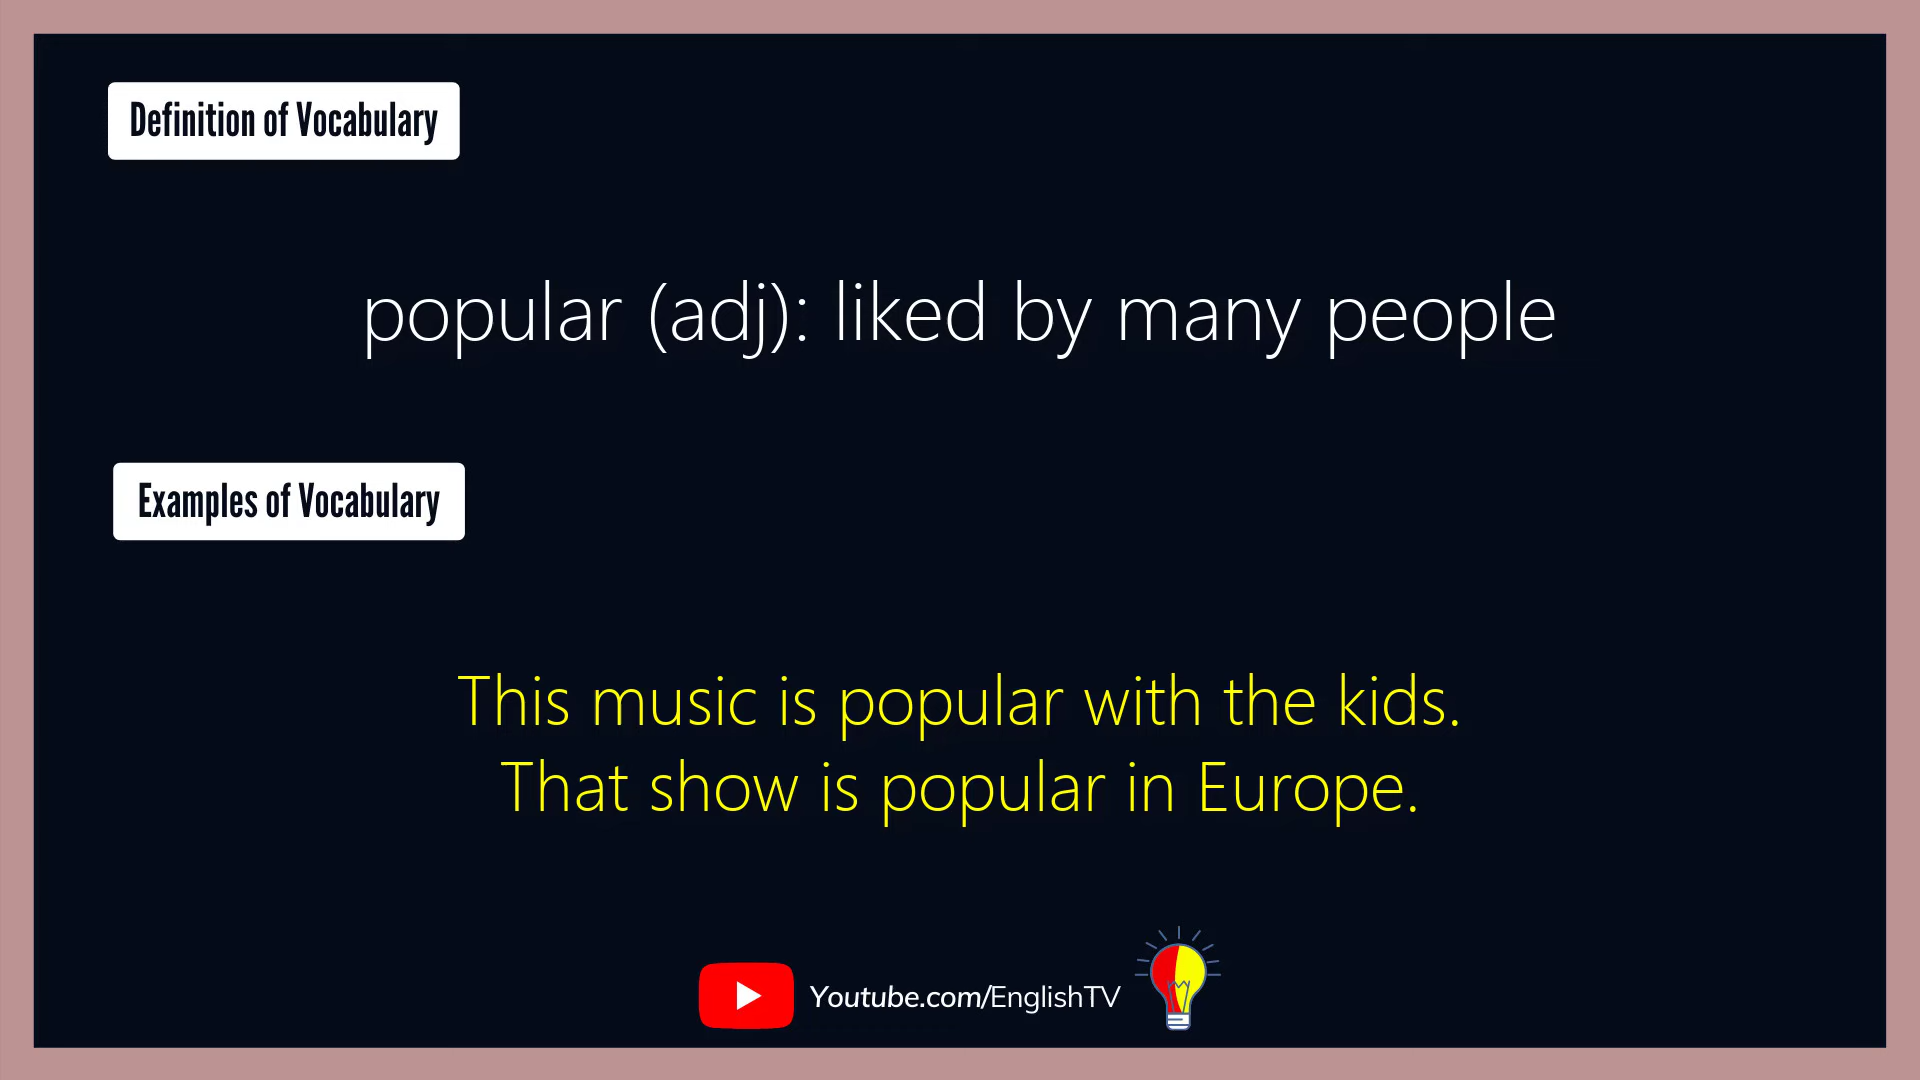 Definition of Vocabulary
popular (adj): liked by many people
Examples of Vocabulary
This music is popular with the kids.
That show is popular in Europe.
Youtube.com/EnglishTV